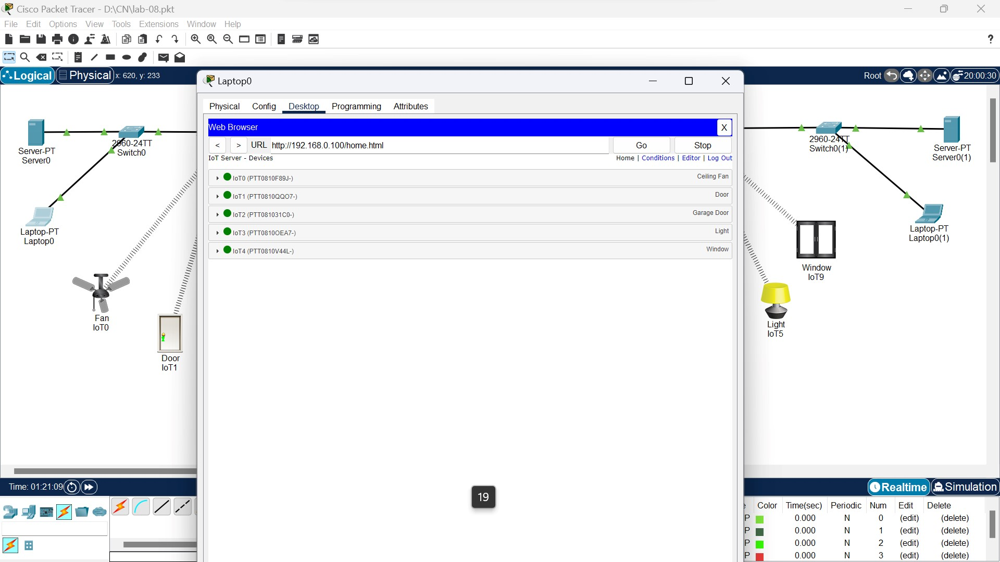 Cisco Packet Tracer - D:\CN\lab-08.pkt
File Edit Options View Tools Extensions Window Help
?
Logical Physical x: 620, y: 233
Root 20:00:30
Laptop0
Physical Config Desktop Programming Attributes
Web Browser X
< > URL http://192.168.0.100/home.html Go Stop
IoT Server - Devices Home | Conditions | Editor | Log Out
IoT0 (PTT0810F89J-) Ceiling Fan
IoT1 (PTT0810QQO7-) Door
IoT2 (PTT081031C0-) Garage Door
IoT3 (PTT0810OEA7-) Light
IoT4 (PTT0810V44L-) Window
Server-PT
Server0
2960-24TT
Switch0
Laptop-PT
Laptop0
Fan
IoT0
Door
IoT1
2960-24TT
Switch0(1)
Server-PT
Server0(1)
Laptop-PT
Laptop0(1)
Window
IoT9
Light
IoT5
19
Time: 01:21:09
Realtime Simulation
Color Time(sec) Periodic Num Edit Delete
P 0.000 N 0 (edit) (delete)
P 0.000 N 1 (edit) (delete)
P 0.000 N 2 (edit) (delete)
P 0.000 N 3 (edit) (delete)